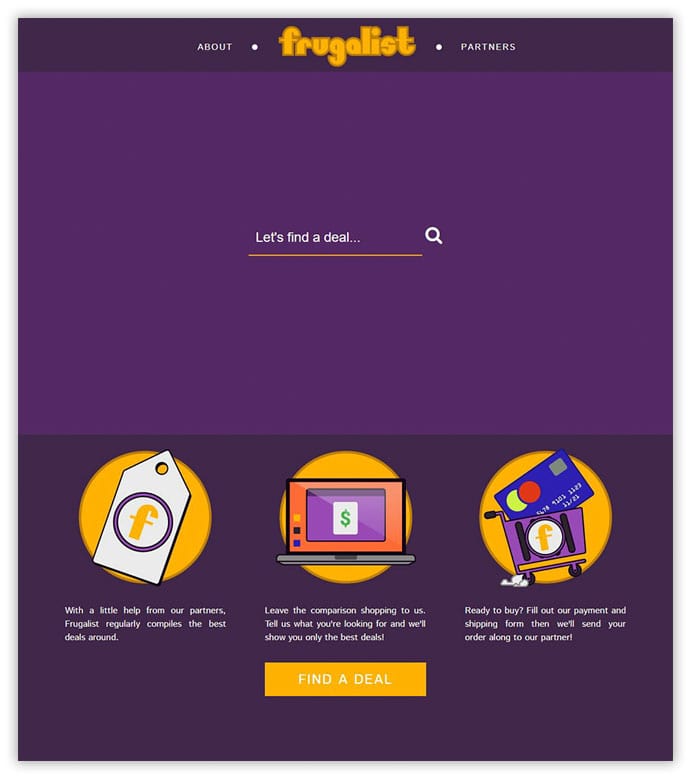 ABOUT frugalist PARTNERS
Let's find a deal...
f
$
5678 9101 1123
11/21
f
With a little help from our partners,
Frugalist regularly compiles the best
deals around.
Leave the comparison shopping to us.
Tell us what you're looking for and we'll
show you only the best deals!
Ready to buy? Fill out our payment and
shipping form then we'll send your
order along to our partner!
FIND A DEAL